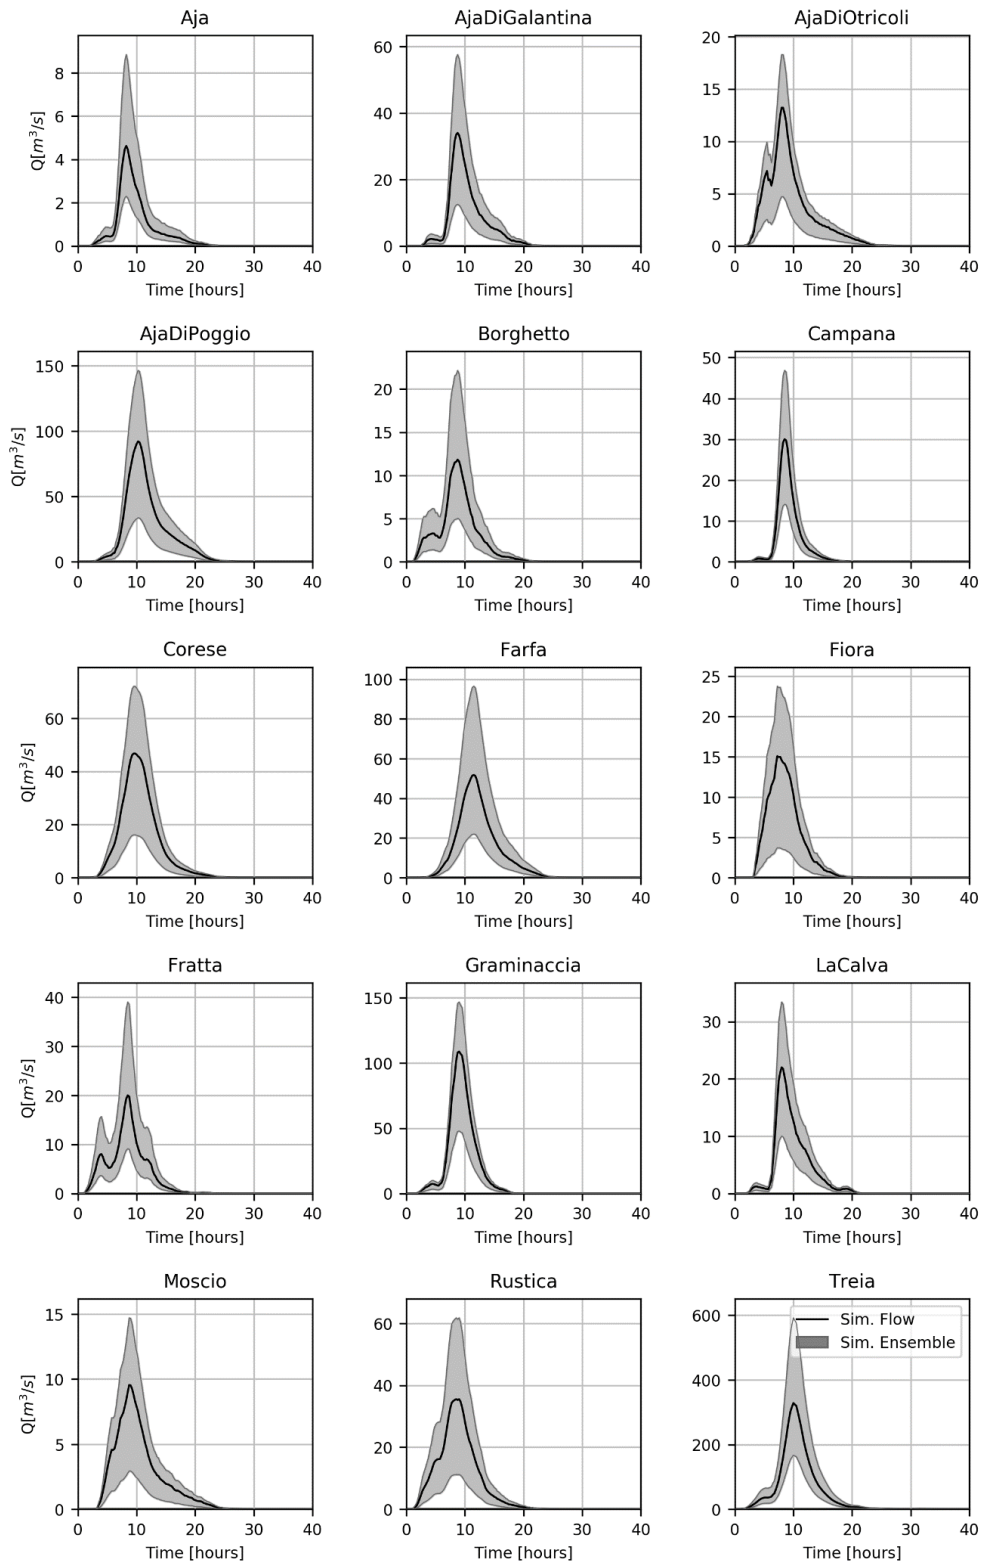 Aja
AjaDiGalantina
AjaDiOtricoli
Q[m³/s]
8
6
4
2
0
60
40
20
0
20
15
10
5
0
0 10 20 30 40
0 10 20 30 40
0 10 20 30 40
Time [hours]
Time [hours]
Time [hours]
AjaDiPoggio
Borghetto
Campana
Q[m³/s]
150
100
50
0
20
15
10
5
0
50
40
30
20
10
0
0 10 20 30 40
0 10 20 30 40
0 10 20 30 40
Time [hours]
Time [hours]
Time [hours]
Corese
Farfa
Fiora
Q[m³/s]
60
40
20
0
100
80
60
40
20
0
25
20
15
10
5
0
0 10 20 30 40
0 10 20 30 40
0 10 20 30 40
Time [hours]
Time [hours]
Time [hours]
Fratta
Graminaccia
LaCalva
Q[m³/s]
40
30
20
10
0
150
100
50
0
30
20
10
0
0 10 20 30 40
0 10 20 30 40
0 10 20 30 40
Time [hours]
Time [hours]
Time [hours]
Moscio
Rustica
Treia
Q[m³/s]
15
10
5
0
60
40
20
0
600
400
200
0
Sim. Flow
Sim. Ensemble
0 10 20 30 40
0 10 20 30 40
0 10 20 30 40
Time [hours]
Time [hours]
Time [hours]